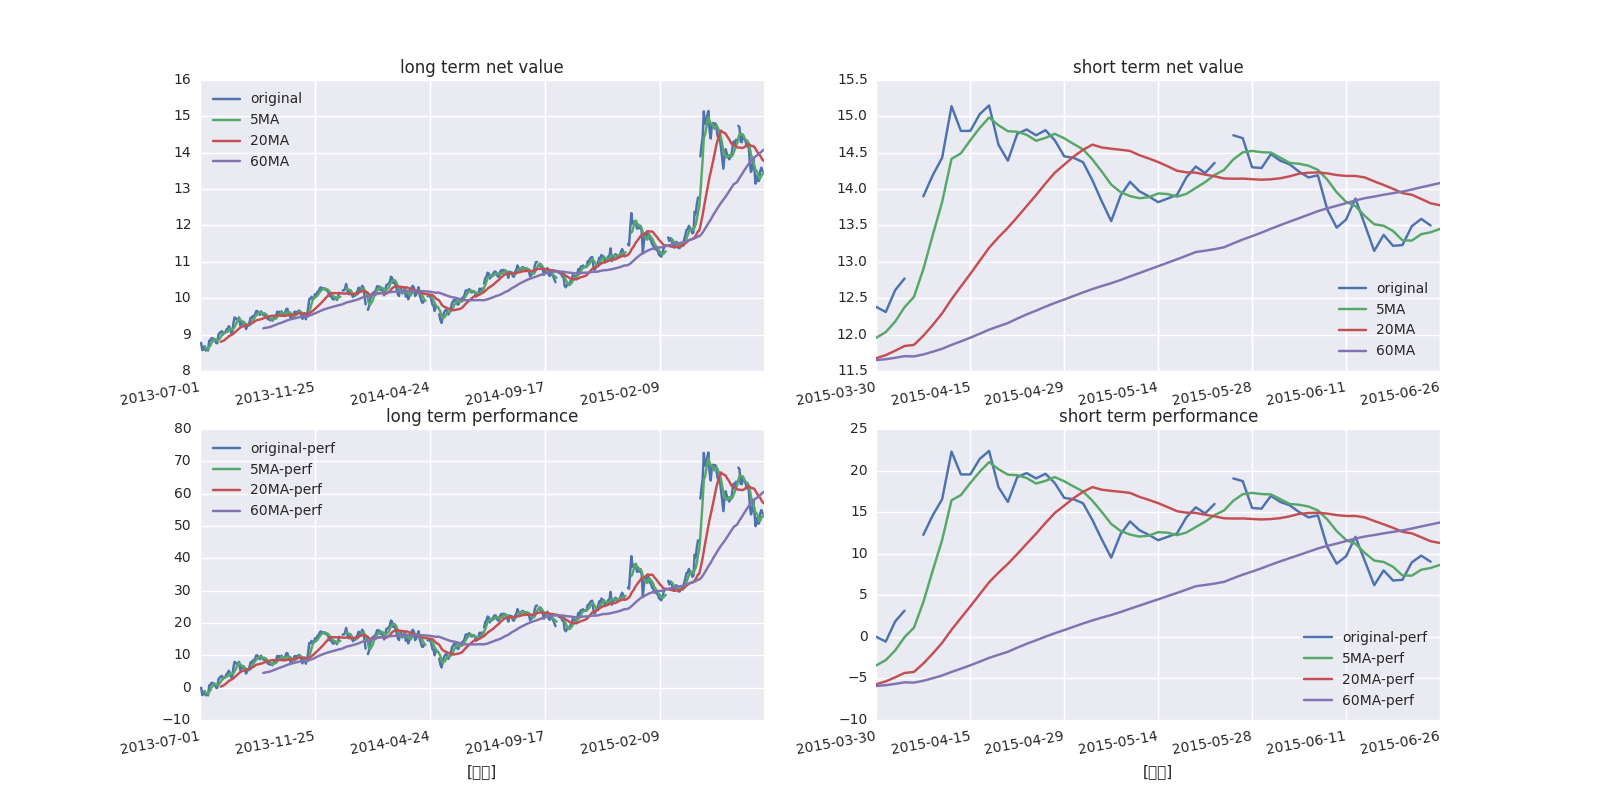 long term net value
16
15
14
13
12
11
10
9
8
original
5MA
20MA
60MA
2013-07-01 2013-11-25 2014-04-24 2014-09-17 2015-02-09
short term net value
15.5
15.0
14.5
14.0
13.5
13.0
12.5
12.0
11.5
original
5MA
20MA
60MA
2015-03-30 2015-04-15 2015-04-29 2015-05-14 2015-05-28 2015-06-11 2015-06-26
long term performance
80
70
60
50
40
30
20
10
0
−10
original-perf
5MA-perf
20MA-perf
60MA-perf
2013-07-01 2013-11-25 2014-04-24 2014-09-17 2015-02-09
[▯▯]
short term performance
25
20
15
10
5
0
−5
−10
original-perf
5MA-perf
20MA-perf
60MA-perf
2015-03-30 2015-04-15 2015-04-29 2015-05-14 2015-05-28 2015-06-11 2015-06-26
[▯▯]